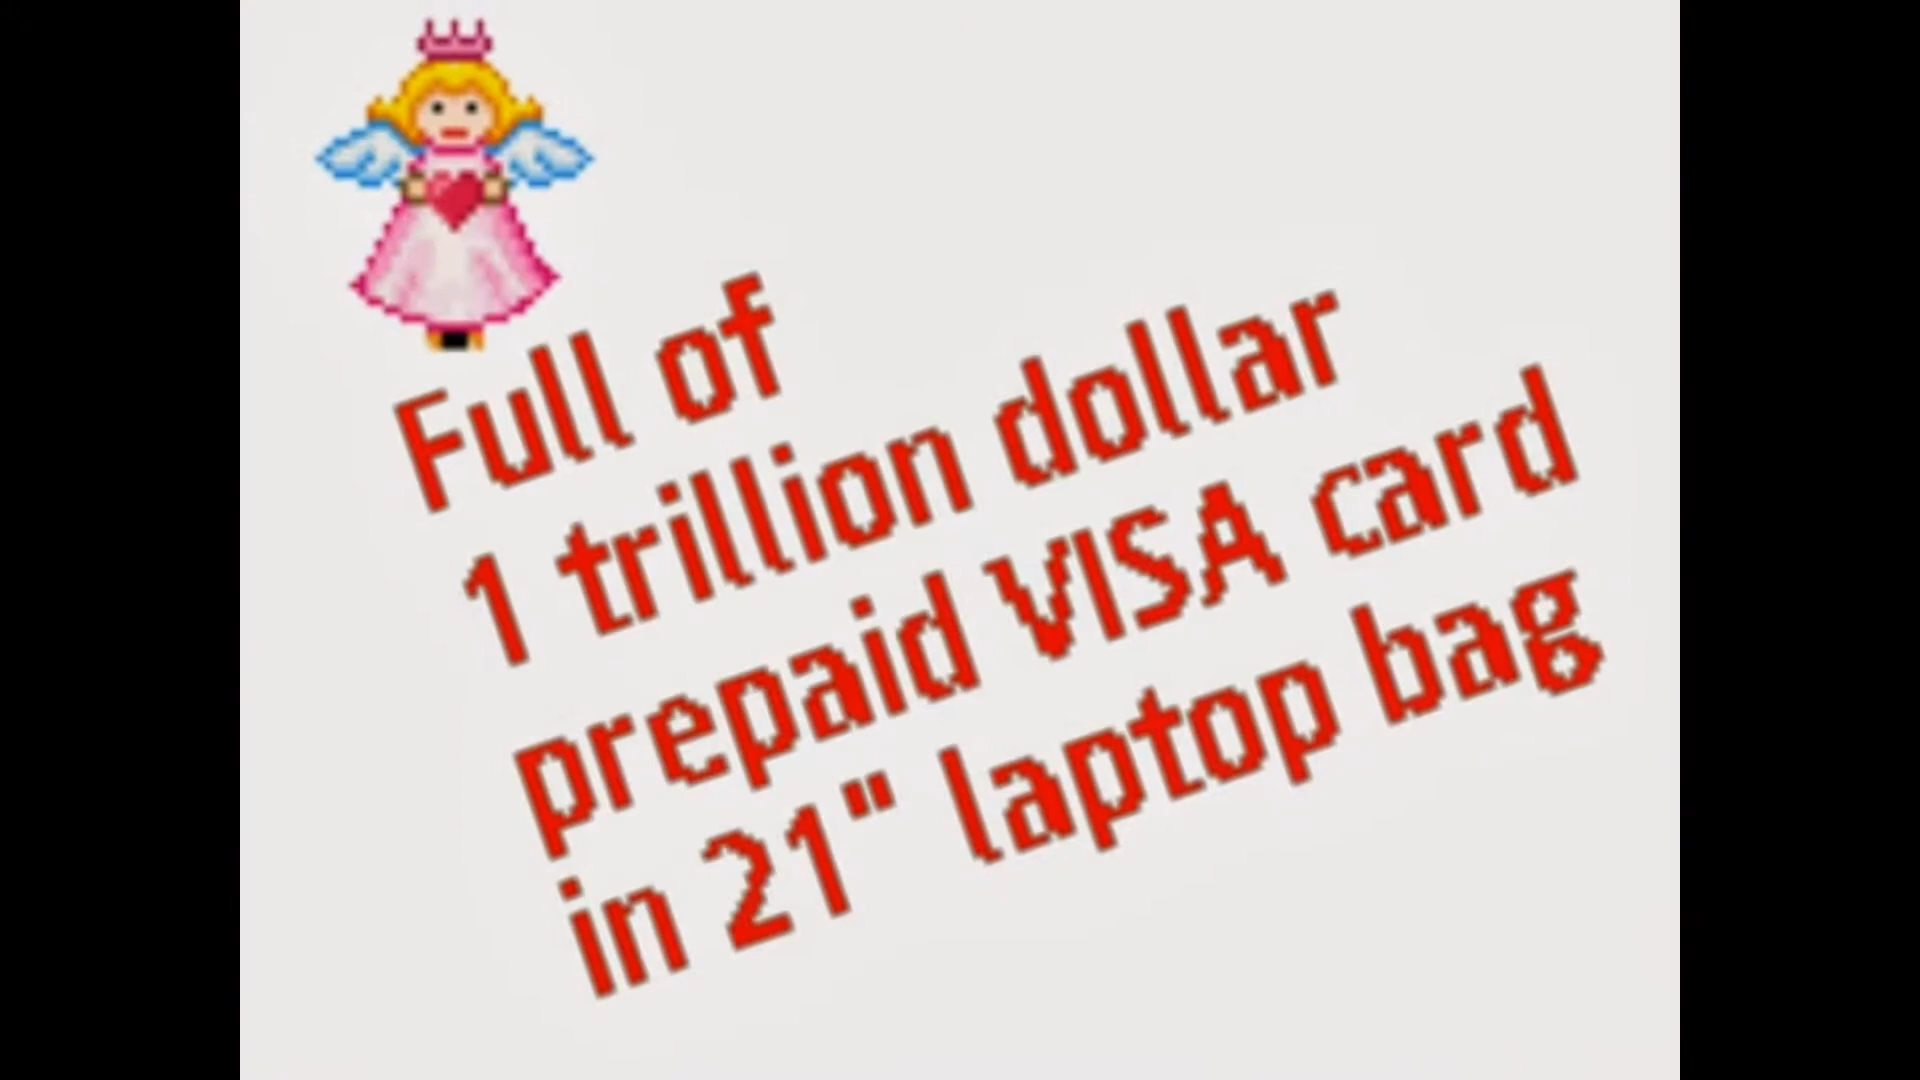 Full of
1 trillion dollar
prepaid VISA card
in 21" laptop bag